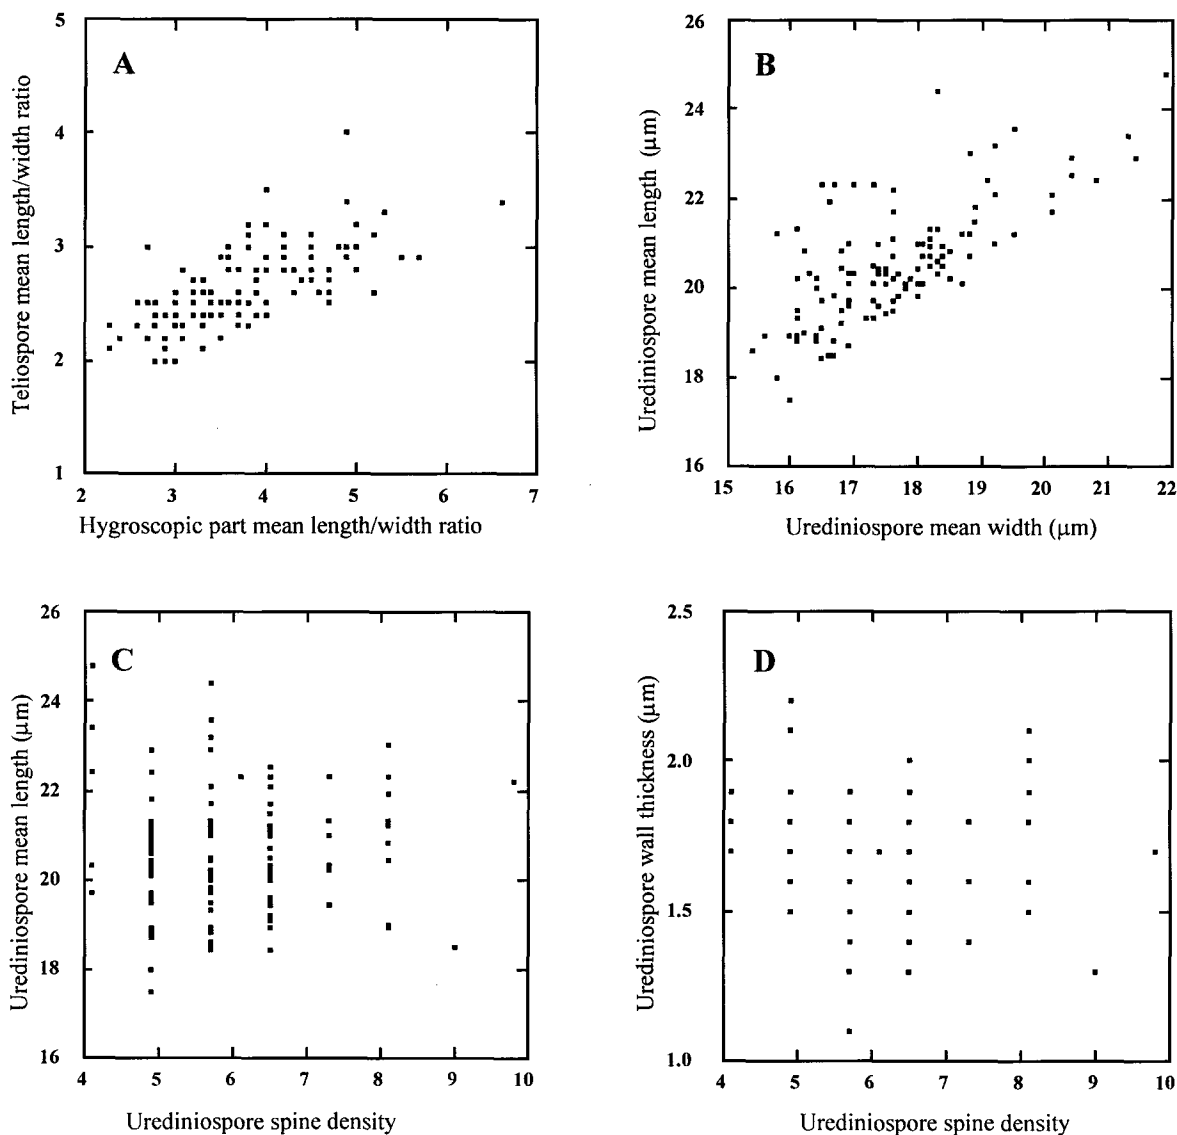 A
Teliospore mean length/width ratio
5
4
3
2
1
2 3 4 5 6 7
Hygroscopic part mean length/width ratio
B
Urediniospore mean length (μm)
26
24
22
20
18
16
15 16 17 18 19 20 21 22
Urediniospore mean width (μm)
C
Urediniospore mean length (μm)
26
24
22
20
18
16
4 5 6 7 8 9 10
Urediniospore spine density
D
Urediniospore wall thickness (μm)
2.5
2.0
1.5
1.0
4 5 6 7 8 9 10
Urediniospore spine density